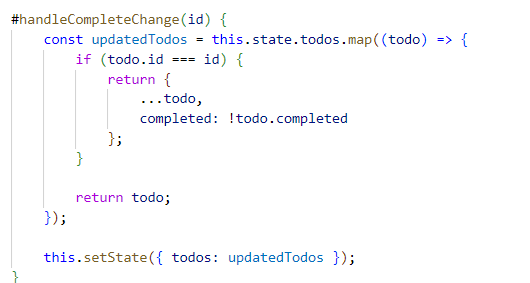 #handleCompleteChange(id) {
    const updatedTodos = this.state.todos.map((todo) => {
        if (todo.id === id) {
            return {
                ...todo,
                completed: !todo.completed
            };
        }

        return todo;
    });

    this.setState({ todos: updatedTodos });
}